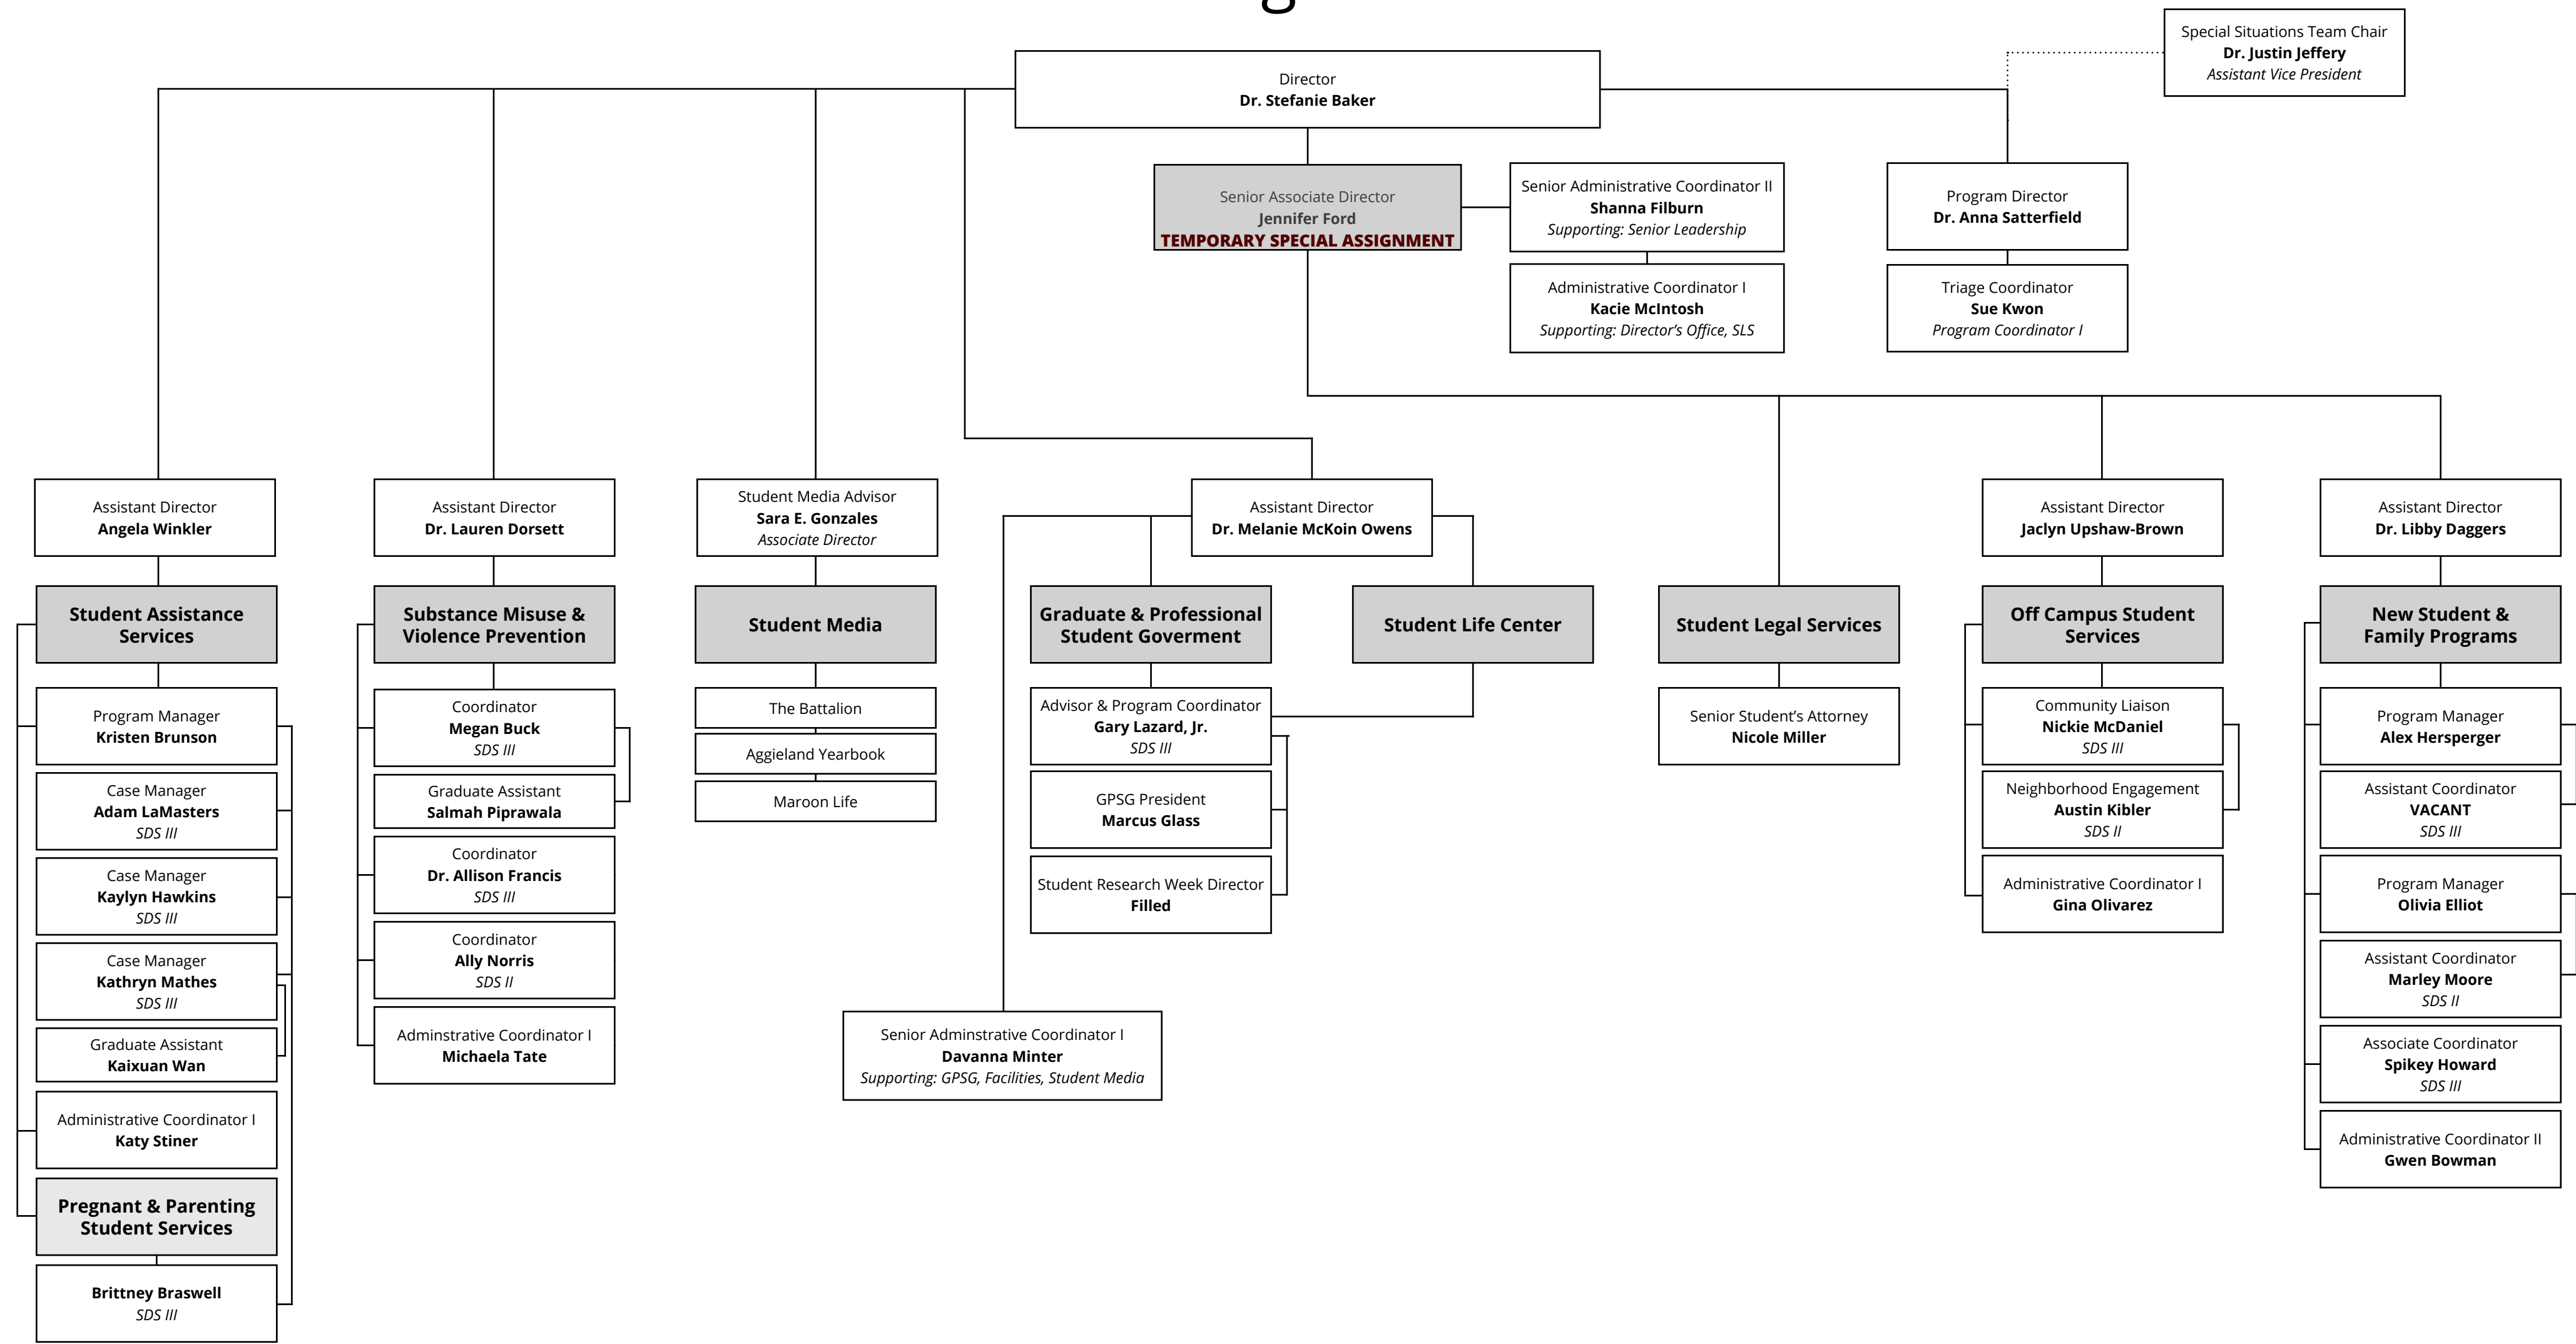 Special Situations Team Chair
Dr. Justin Jeffery
Assistant Vice President
Director
Dr. Stefanie Baker
Senior Associate Director
Jennifer Ford
TEMPORARY SPECIAL ASSIGNMENT
Senior Administrative Coordinator II
Shanna Filburn
Supporting: Senior Leadership
Program Director
Dr. Anna Satterfield
Administrative Coordinator I
Kacie McIntosh
Supporting: Director's Office, SLS
Triage Coordinator
Sue Kwon
Program Coordinator I
Assistant Director
Angela Winkler
Assistant Director
Dr. Lauren Dorsett
Student Media Advisor
Sara E. Gonzales
Associate Director
Assistant Director
Dr. Melanie McKoin Owens
Assistant Director
Jaclyn Upshaw-Brown
Assistant Director
Dr. Libby Daggers
Student Assistance
Services
Program Manager
Kristen Brunson
Case Manager
Adam LaMasters
SDS III
Case Manager
Kaylyn Hawkins
SDS III
Case Manager
Kathryn Mathes
SDS III
Graduate Assistant
Kaixuan Wan
Administrative Coordinator I
Katy Stiner
Pregnant & Parenting
Student Services
Brittney Braswell
SDS III
Substance Misuse &
Violence Prevention
Coordinator
Megan Buck
SDS III
Graduate Assistant
Salmah Piprawala
Coordinator
Dr. Allison Francis
SDS III
Coordinator
Ally Norris
SDS II
Adminstrative Coordinator I
Michaela Tate
Student Media
The Battalion
Aggieland Yearbook
Maroon Life
Graduate & Professional
Student Goverment
Advisor & Program Coordinator
Gary Lazard, Jr.
SDS III
GPSG President
Marcus Glass
Student Research Week Director
Filled
Senior Adminstrative Coordinator I
Davanna Minter
Supporting: GPSG, Facilities, Student Media
Student Life Center
Student Legal Services
Senior Student's Attorney
Nicole Miller
Off Campus Student
Services
Community Liaison
Nickie McDaniel
SDS III
Neighborhood Engagement
Austin Kibler
SDS II
Administrative Coordinator I
Gina Olivarez
New Student &
Family Programs
Program Manager
Alex Hersperger
Assistant Coordinator
VACANT
SDS III
Program Manager
Olivia Elliot
Assistant Coordinator
Marley Moore
SDS II
Associate Coordinator
Spikey Howard
SDS III
Administrative Coordinator II
Gwen Bowman